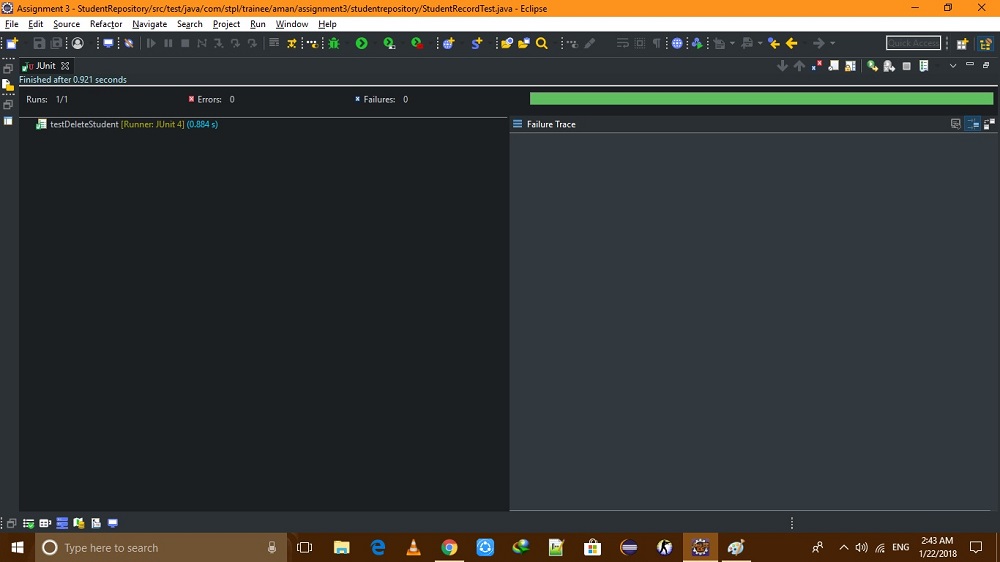 Assignment 3 - StudentRepository/src/test/java/com/stpl/trainee/aman/assignment3/studentrepository/StudentRecordTest.java - Eclipse
File Edit Source Refactor Navigate Search Project Run Window Help
Quick Access
JUnit
Finished after 0.921 seconds
Runs: 1/1 Errors: 0 Failures: 0
testDeleteStudent [Runner: JUnit 4] (0.884 s)
Failure Trace
Type here to search
ENG
2:43 AM
1/22/2018